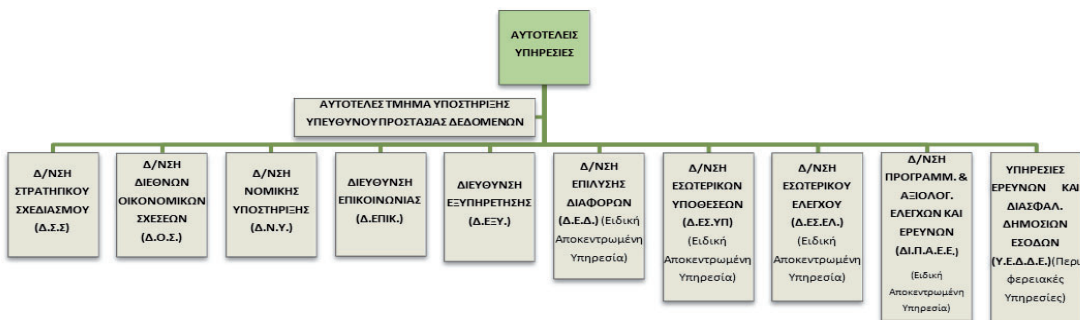 ΑΥΤΟΤΕΛΕΙΣ
ΥΠΗΡΕΣΙΕΣ
ΑΥΤΟΤΕΛΕΣ ΤΜΗΜΑ ΥΠΟΣΤΗΡΙΞΗΣ
ΥΠΕΥΘΥΝΟΥ ΠΡΟΣΤΑΣΙΑΣ ΔΕΔΟΜΕΝΩΝ
Δ/ΝΣΗ
ΣΤΡΑΤΗΓΙΚΟΥ
ΣΧΕΔΙΑΣΜΟΥ
(Δ.Σ.Σ)
Δ/ΝΣΗ
ΔΙΕΘΝΩΝ
ΟΙΚΟΝΟΜΙΚΩΝ
ΣΧΕΣΕΩΝ
(Δ.Ο.Σ.)
Δ/ΝΣΗ
ΝΟΜΙΚΗΣ
ΥΠΟΣΤΗΡΙΞΗΣ
(Δ.Ν.Υ.)
ΔΙΕΥΘΥΝΣΗ
ΕΠΙΚΟΙΝΩΝΙΑΣ
(Δ.ΕΠΙΚ.)
ΔΙΕΥΘΥΝΣΗ
ΕΞΥΠΗΡΕΤΗΣΗΣ
(Δ.ΕΞΥ.)
Δ/ΝΣΗ
ΕΠΙΛΥΣΗΣ
ΔΙΑΦΟΡΩΝ
(Δ.Ε.Δ.) (Ειδική
Αποκεντρωμένη
Υπηρεσία)
Δ/ΝΣΗ
ΕΣΩΤΕΡΙΚΩΝ
ΥΠΟΘΕΣΕΩΝ
(Δ.ΕΣ.ΥΠ)
(Ειδική
Αποκεντρωμένη
Υπηρεσία)
Δ/ΝΣΗ
ΕΣΩΤΕΡΙΚΟΥ
ΕΛΕΓΧΟΥ
(Δ.ΕΣ.ΕΛ.)
(Ειδική
Αποκεντρωμένη
Υπηρεσία)
Δ/ΝΣΗ
ΠΡΟΓΡΑΜΜ. &
ΑΞΙΟΛΟΓ.
ΕΛΕΓΧΩΝ ΚΑΙ
ΕΡΕΥΝΩΝ
(ΔΙ.Π.Α.Ε.Ε.)
(Ειδική
Αποκεντρωμένη
Υπηρεσία)
ΥΠΗΡΕΣΙΕΣ
ΕΡΕΥΝΩΝ ΚΑΙ
ΔΙΑΣΦΑΛ.
ΔΗΜΟΣΙΩΝ
ΕΣΟΔΩΝ
(Υ.Ε.Δ.Δ.Ε.)(Περι
φερειακές
Υπηρεσίες)